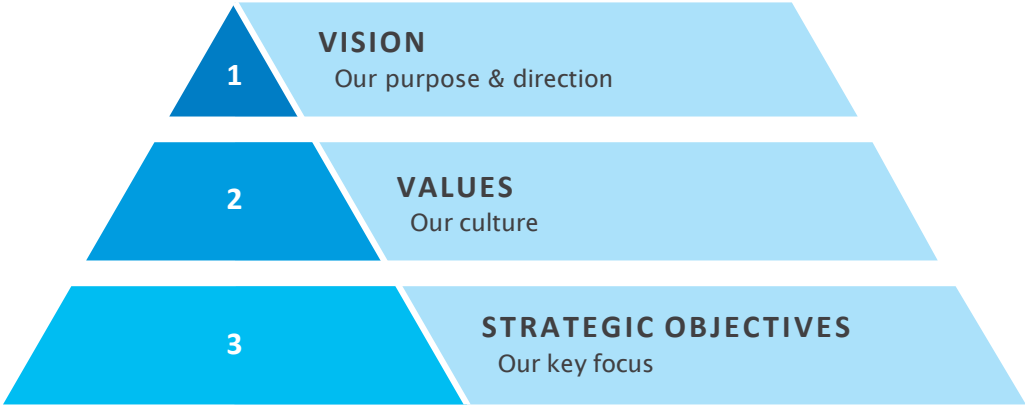 1
VISION
Our purpose & direction
2
VALUES
Our culture
3
STRATEGIC OBJECTIVES
Our key focus